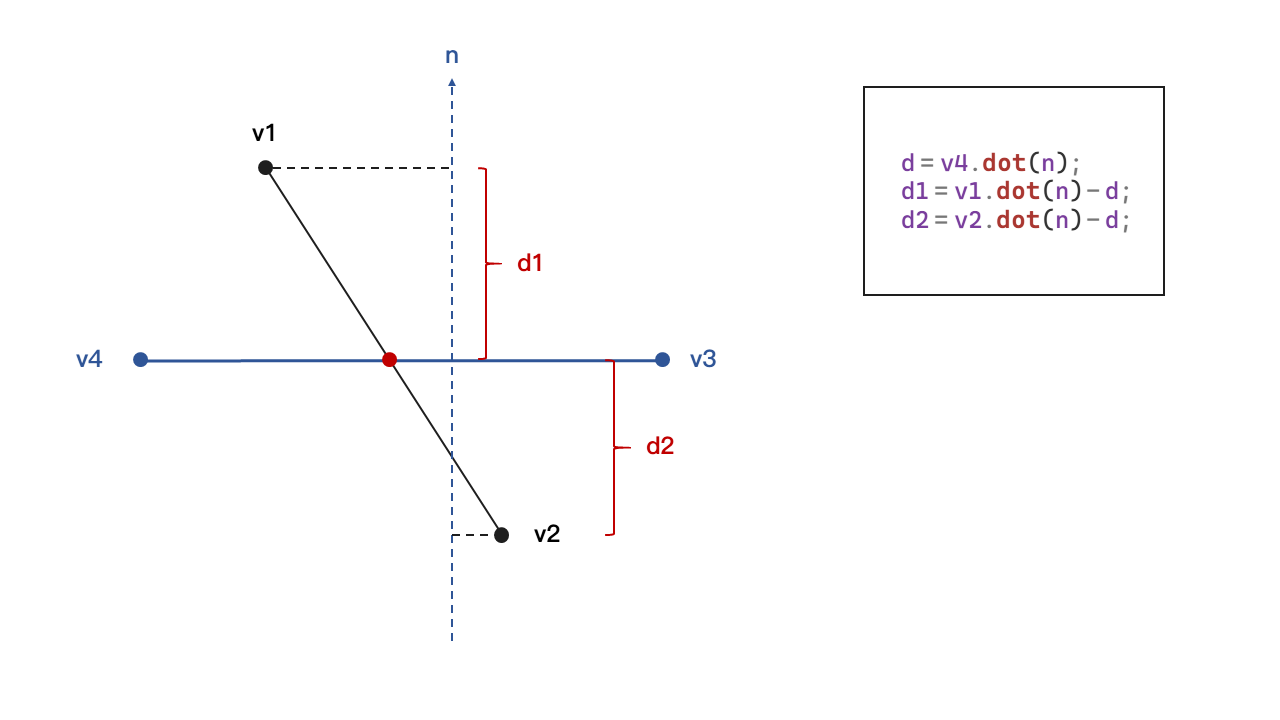 n
v1
d1
v4
v3
d2
v2
d=v4.dot(n);
d1=v1.dot(n)-d;
d2=v2.dot(n)-d;